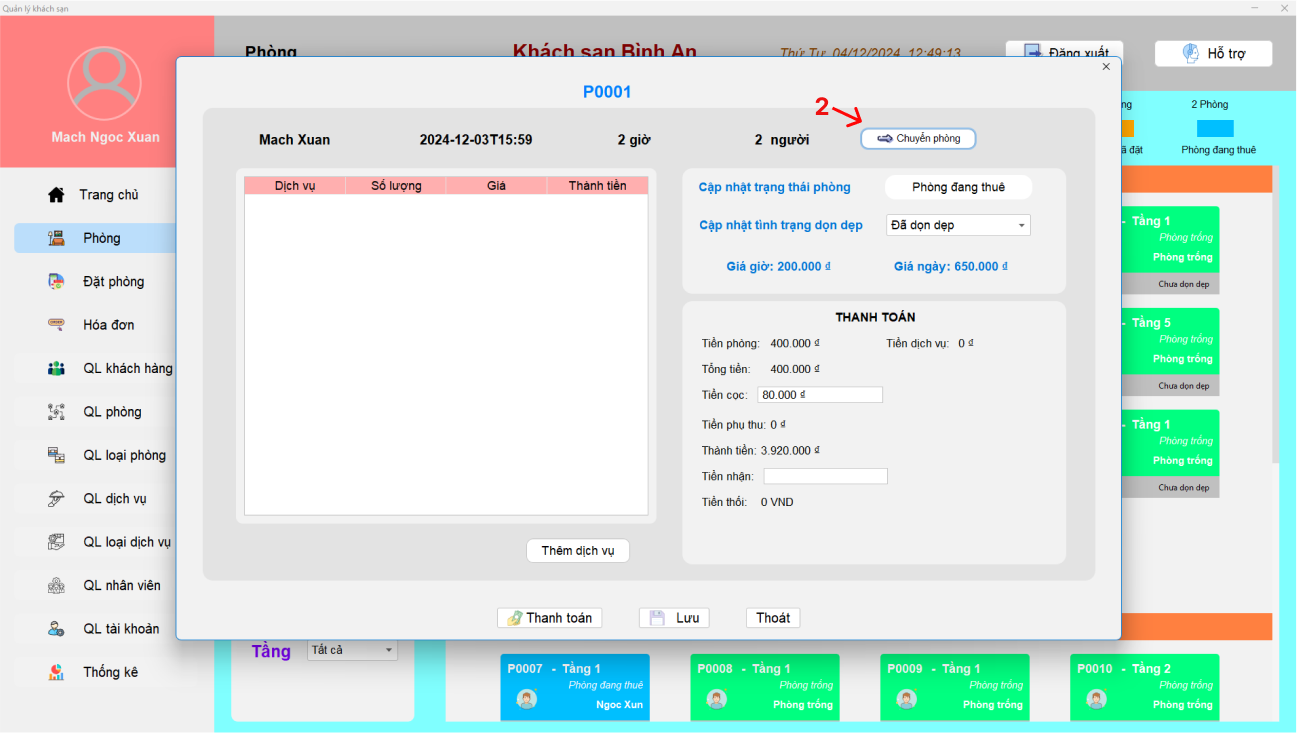 Quản lý khách sạn
Phòng
Khách sạn Bình An
Thứ Tư, 04/12/2024, 12:49:13
Đăng xuất
Hỗ trợ
Mach Ngoc Xuan
Trang chủ
Phòng
Đặt phòng
Hóa đơn
QL khách hàng
QL phòng
QL loại phòng
QL dịch vụ
QL loại dịch vụ
QL nhân viên
QL tài khoản
Thống kê
P0001
2
Mach Xuan 2024-12-03T15:59 2 giờ 2 người Chuyển phòng
Dịch vụ Số lượng Giá Thành tiền
Thêm dịch vụ
Cập nhật trạng thái phòng Phòng đang thuê
Cập nhật tình trạng dọn dẹp Đã dọn dẹp
Giá giờ: 200.000 đ Giá ngày: 650.000 đ
THANH TOÁN
Tiền phòng: 400.000 đ Tiền dịch vụ: 0 đ
Tổng tiền: 400.000 đ
Tiền cọc: 80.000 đ
Tiền phụ thu: 0 đ
Thành tiền: 3.920.000 đ
Tiền nhận:
Tiền thối: 0 VND
Thanh toán Lưu Thoát
ng 2 Phòng
ã đặt Phòng đang thuê
- Tầng 1
Phòng trống
Phòng trống
Chưa dọn dẹp
- Tầng 5
Phòng trống
Phòng trống
Chưa dọn dẹp
- Tầng 1
Phòng trống
Phòng trống
Chưa dọn dẹp
Tầng Tất cả
P0007 - Tầng 1
Phòng đang thuê
Ngoc Xun
P0008 - Tầng 1
Phòng trống
Phòng trống
P0009 - Tầng 1
Phòng trống
Phòng trống
P0010 - Tầng 2
Phòng trống
Phòng trống